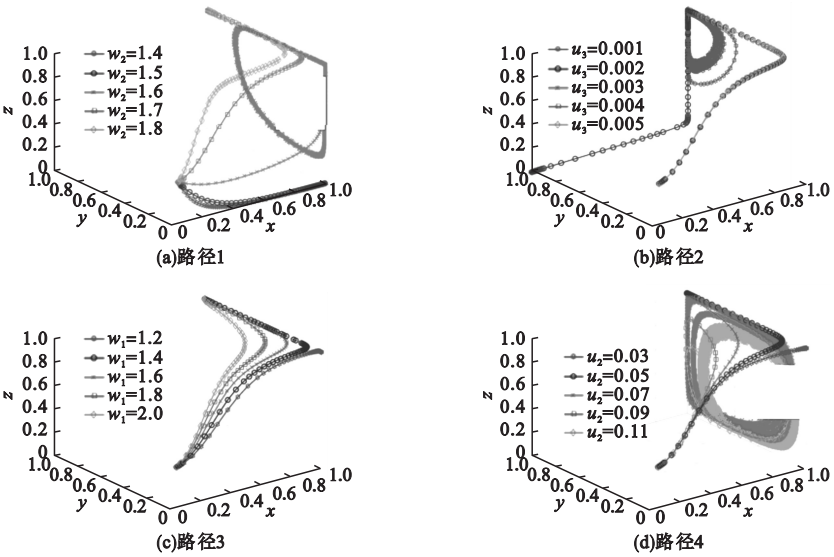 1.0
0.8
0.6
0.4
0.2
0
z
w₂=1.4
w₂=1.5
w₂=1.6
w₂=1.7
w₂=1.8
1.0
0.8
0.6
0.4
0.2
0
y
0
0.2
0.4
0.6
0.8
1.0
x
(a)路径1
1.0
0.8
0.6
0.4
0.2
0
z
u₃=0.001
u₃=0.002
u₃=0.003
u₃=0.004
u₃=0.005
1.0
0.8
0.6
0.4
0.2
0
y
0
0.2
0.4
0.6
0.8
1.0
x
(b)路径2
1.0
0.8
0.6
0.4
0.2
0
z
w₁=1.2
w₁=1.4
w₁=1.6
w₁=1.8
w₁=2.0
1.0
0.8
0.6
0.4
0.2
0
y
0
0.2
0.4
0.6
0.8
1.0
x
(c)路径3
1.0
0.8
0.6
0.4
0.2
0
z
u₂=0.03
u₂=0.05
u₂=0.07
u₂=0.09
u₂=0.11
1.0
0.8
0.6
0.4
0.2
0
y
0
0.2
0.4
0.6
0.8
1.0
x
(d)路径4